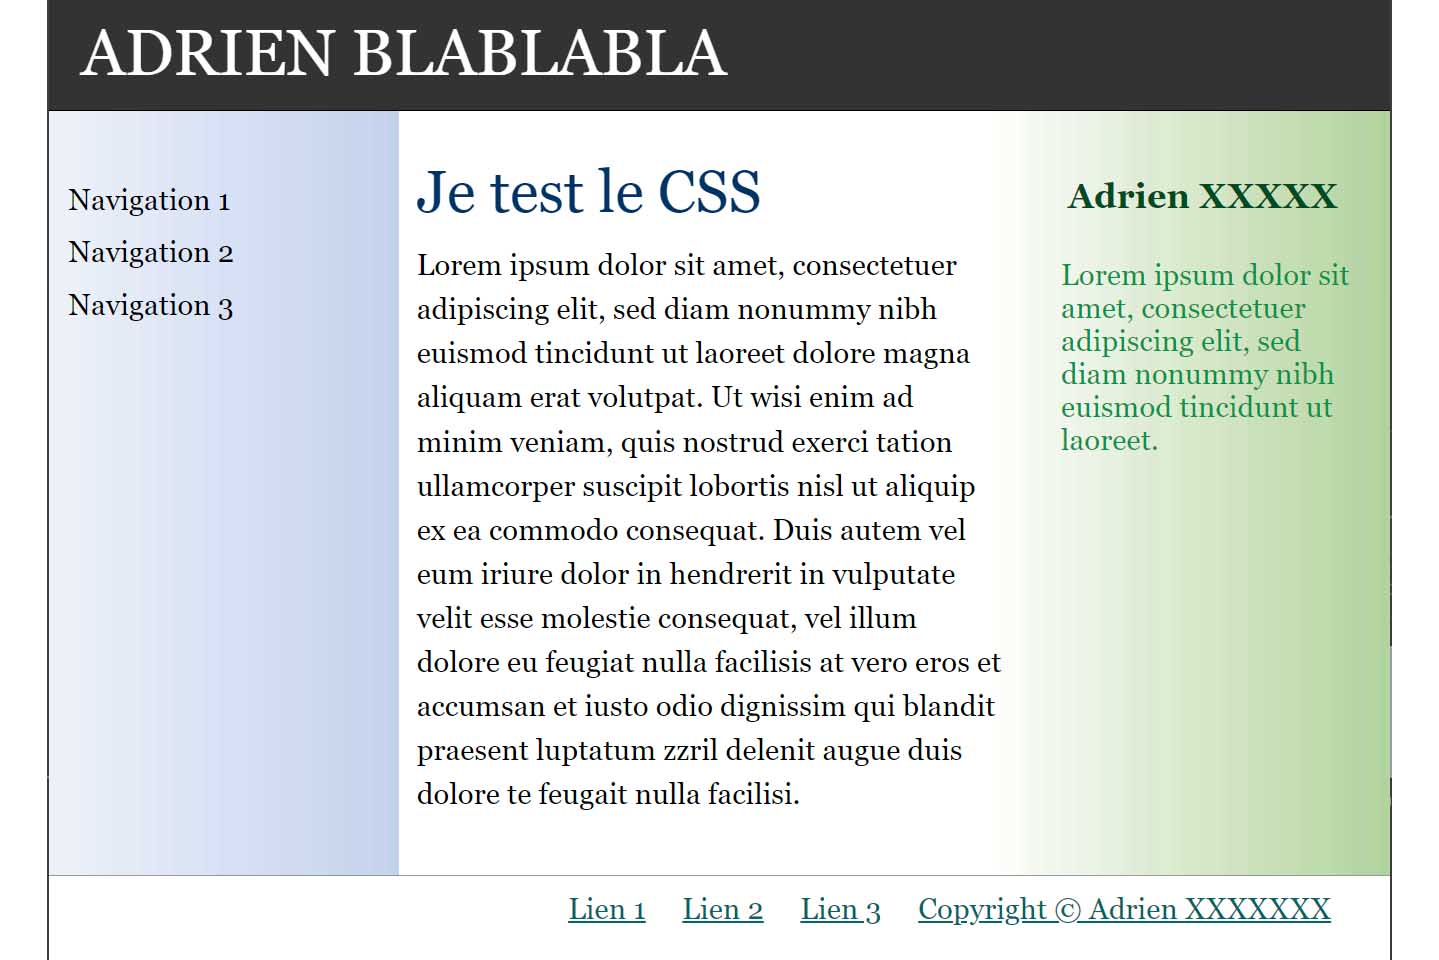 ADRIEN BLABLABLA
Navigation 1
Navigation 2
Navigation 3
Je test le CSS
Lorem ipsum dolor sit amet, consectetuer
adipiscing elit, sed diam nonummy nibh
euismod tincidunt ut laoreet dolore magna
aliquam erat volutpat. Ut wisi enim ad
minim veniam, quis nostrud exerci tation
ullamcorper suscipit lobortis nisl ut aliquip
ex ea commodo consequat. Duis autem vel
eum iriure dolor in hendrerit in vulputate
velit esse molestie consequat, vel illum
dolore eu feugiat nulla facilisis at vero eros et
accumsan et iusto odio dignissim qui blandit
praesent luptatum zzril delenit augue duis
dolore te feugait nulla facilisi.
Adrien XXXXX
Lorem ipsum dolor sit
amet, consectetuer
adipiscing elit, sed
diam nonummy nibh
euismod tincidunt ut
laoreet.
Lien 1 Lien 2 Lien 3 Copyright © Adrien XXXXXXX